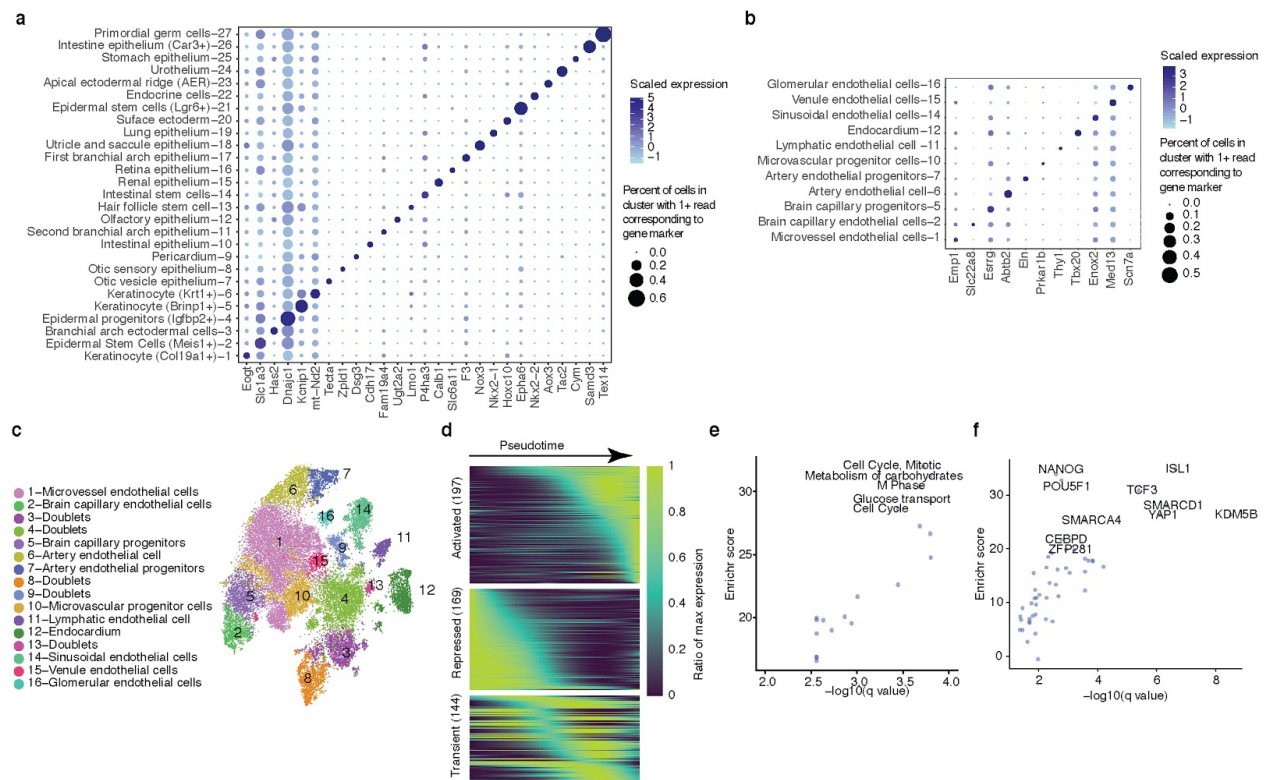 a
Primordial germ cells-27
Intestine epithelium (Car3+)-26
Stomach epithelium-25
Urothelium-24
Apical ectodermal ridge (AER)-23
Endocrine cells-22
Epidermal stem cells (Lgr6+)-21
Suface ectoderm-20
Lung epithelium-19
Utricle and saccule epithelium-18
First branchial arch epithelium-17
Retina epithelium-16
Renal epithelium-15
Intestinal stem cells-14
Hair follicle stem cell-13
Olfactory epithelium-12
Second branchial arch epithelium-11
Intestinal epithelium-10
Pericardium-9
Otic sensory epithelium-8
Otic vesicle epithelium-7
Keratinocyte (Krt1+)-6
Keratinocyte (Brinp1+)-5
Epidermal progenitors (Igfbp2+)-4
Branchial arch ectodermal cells-3
Epidermal Stem Cells (Meis1+)-2
Keratinocyte (Col19a1+)-1
Eogt
Slc1a3
Has2
Dnajc1
Kcnip1
mt-Nd2
Tecta
Zpld1
Dsg3
Cdh17
Fam19a4
Ugt2a2
Lmo1
P4ha3
Calb1
Slc6a11
F3
Nox3
Nkx2-1
Hoxc10
Epha6
Nkx2-2
Aox3
Tac2
Cym
Samd3
Tex14
Scaled expression
5
4
3
2
1
0
-1
Percent of cells in
cluster with 1+ read
corresponding to
gene marker
0.0
0.2
0.4
0.6
b
Glomerular endothelial cells-16
Venule endothelial cells-15
Sinusoidal endothelial cells-14
Endocardium-12
Lymphatic endothelial cell -11
Microvascular progenitor cells-10
Artery endothelial progenitors-7
Artery endothelial cell-6
Brain capillary progenitors-5
Brain capillary endothelial cells-2
Microvessel endothelial cells-1
Emp1
Slc22a8
Esrrg
Abtb2
Eln
Prkar1b
Thy1
Tbx20
Enox2
Med13
Scn7a
Scaled expression
3
2
1
0
-1
Percent of cells in
cluster with 1+ read
corresponding to
gene marker
0.0
0.1
0.2
0.3
0.4
0.5
c
1-Microvessel endothelial cells
2-Brain capillary endothelial cells
3-Doublets
4-Doublets
5-Brain capillary progenitors
6-Artery endothelial cell
7-Artery endothelial progenitors
8-Doublets
9-Doublets
10-Microvascular progenitor cells
11-Lymphatic endothelial cell
12-Endocardium
13-Doublets
14-Sinusoidal endothelial cells
15-Venule endothelial cells
16-Glomerular endothelial cells
7
6
16
14
1
9
11
15
13
12
5
10
4
2
3
8
d
Pseudotime
Activated (197)
Repressed (169)
Transient (144)
1
0.8
0.6
0.4
0.2
0
Ratio of max expression
e
Cell Cycle, Mitotic
Metabolism of carbohydrates
M Phase
Glucose transport
Cell Cycle
30
25
20
Enrichr score
2.0
2.5
3.0
3.5
4.0
-log10(q value)
f
NANOG
ISL1
POU5F1
TCF3
SMARCD1
YAP1
KDM5B
SMARCA4
CEBPD
ZFP281
30
20
10
0
Enrichr score
2
4
6
8
-log10(q value)